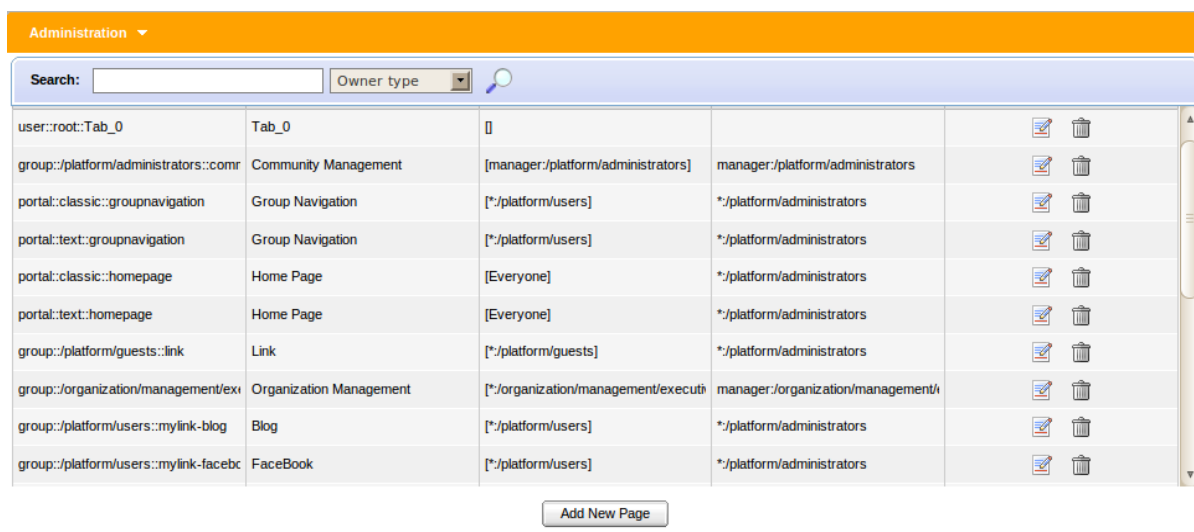 Administration
Search: Owner type
user::root::Tab_0 Tab_0 []
group::/platform/administrators::comm Community Management [manager:/platform/administrators] manager:/platform/administrators
portal::classic::groupnavigation Group Navigation [*:/platform/users] *:/platform/administrators
portal::text::groupnavigation Group Navigation [*:/platform/users] *:/platform/administrators
portal::classic::homepage Home Page [Everyone] *:/platform/administrators
portal::text::homepage Home Page [Everyone] *:/platform/administrators
group::/platform/guests::link Link [*:/platform/guests] *:/platform/administrators
group::/organization/management/exe Organization Management [*:/organization/management/executiv manager:/organization/management/e
group::/platform/users::mylink-blog Blog [*:/platform/users] *:/platform/administrators
group::/platform/users::mylink-facebo FaceBook [*:/platform/users] *:/platform/administrators
Add New Page